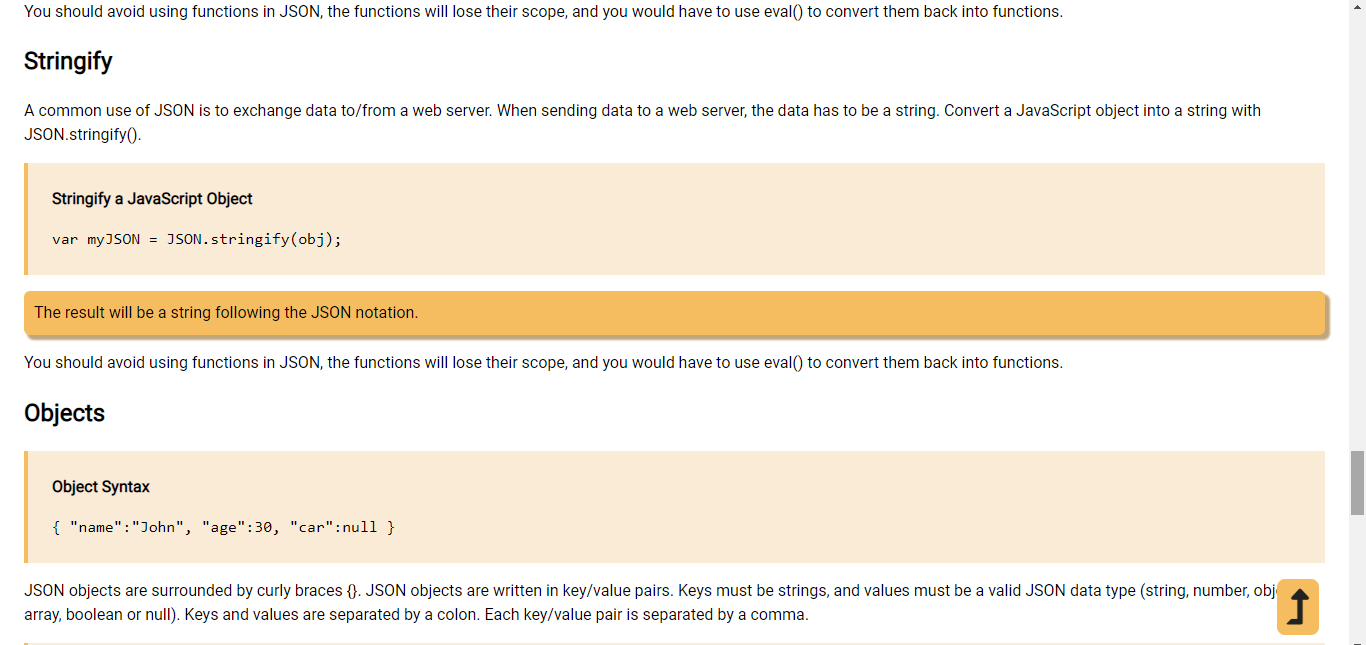 You should avoid using functions in JSON, the functions will lose their scope, and you would have to use eval() to convert them back into functions.
Stringify
A common use of JSON is to exchange data to/from a web server. When sending data to a web server, the data has to be a string. Convert a JavaScript object into a string with
JSON.stringify().
Stringify a JavaScript Object
var myJSON = JSON.stringify(obj);
The result will be a string following the JSON notation.
You should avoid using functions in JSON, the functions will lose their scope, and you would have to use eval() to convert them back into functions.
Objects
Object Syntax
{ "name":"John", "age":30, "car":null }
JSON objects are surrounded by curly braces {}. JSON objects are written in key/value pairs. Keys must be strings, and values must be a valid JSON data type (string, number,
array, boolean or null). Keys and values are separated by a colon. Each key/value pair is separated by a comma.